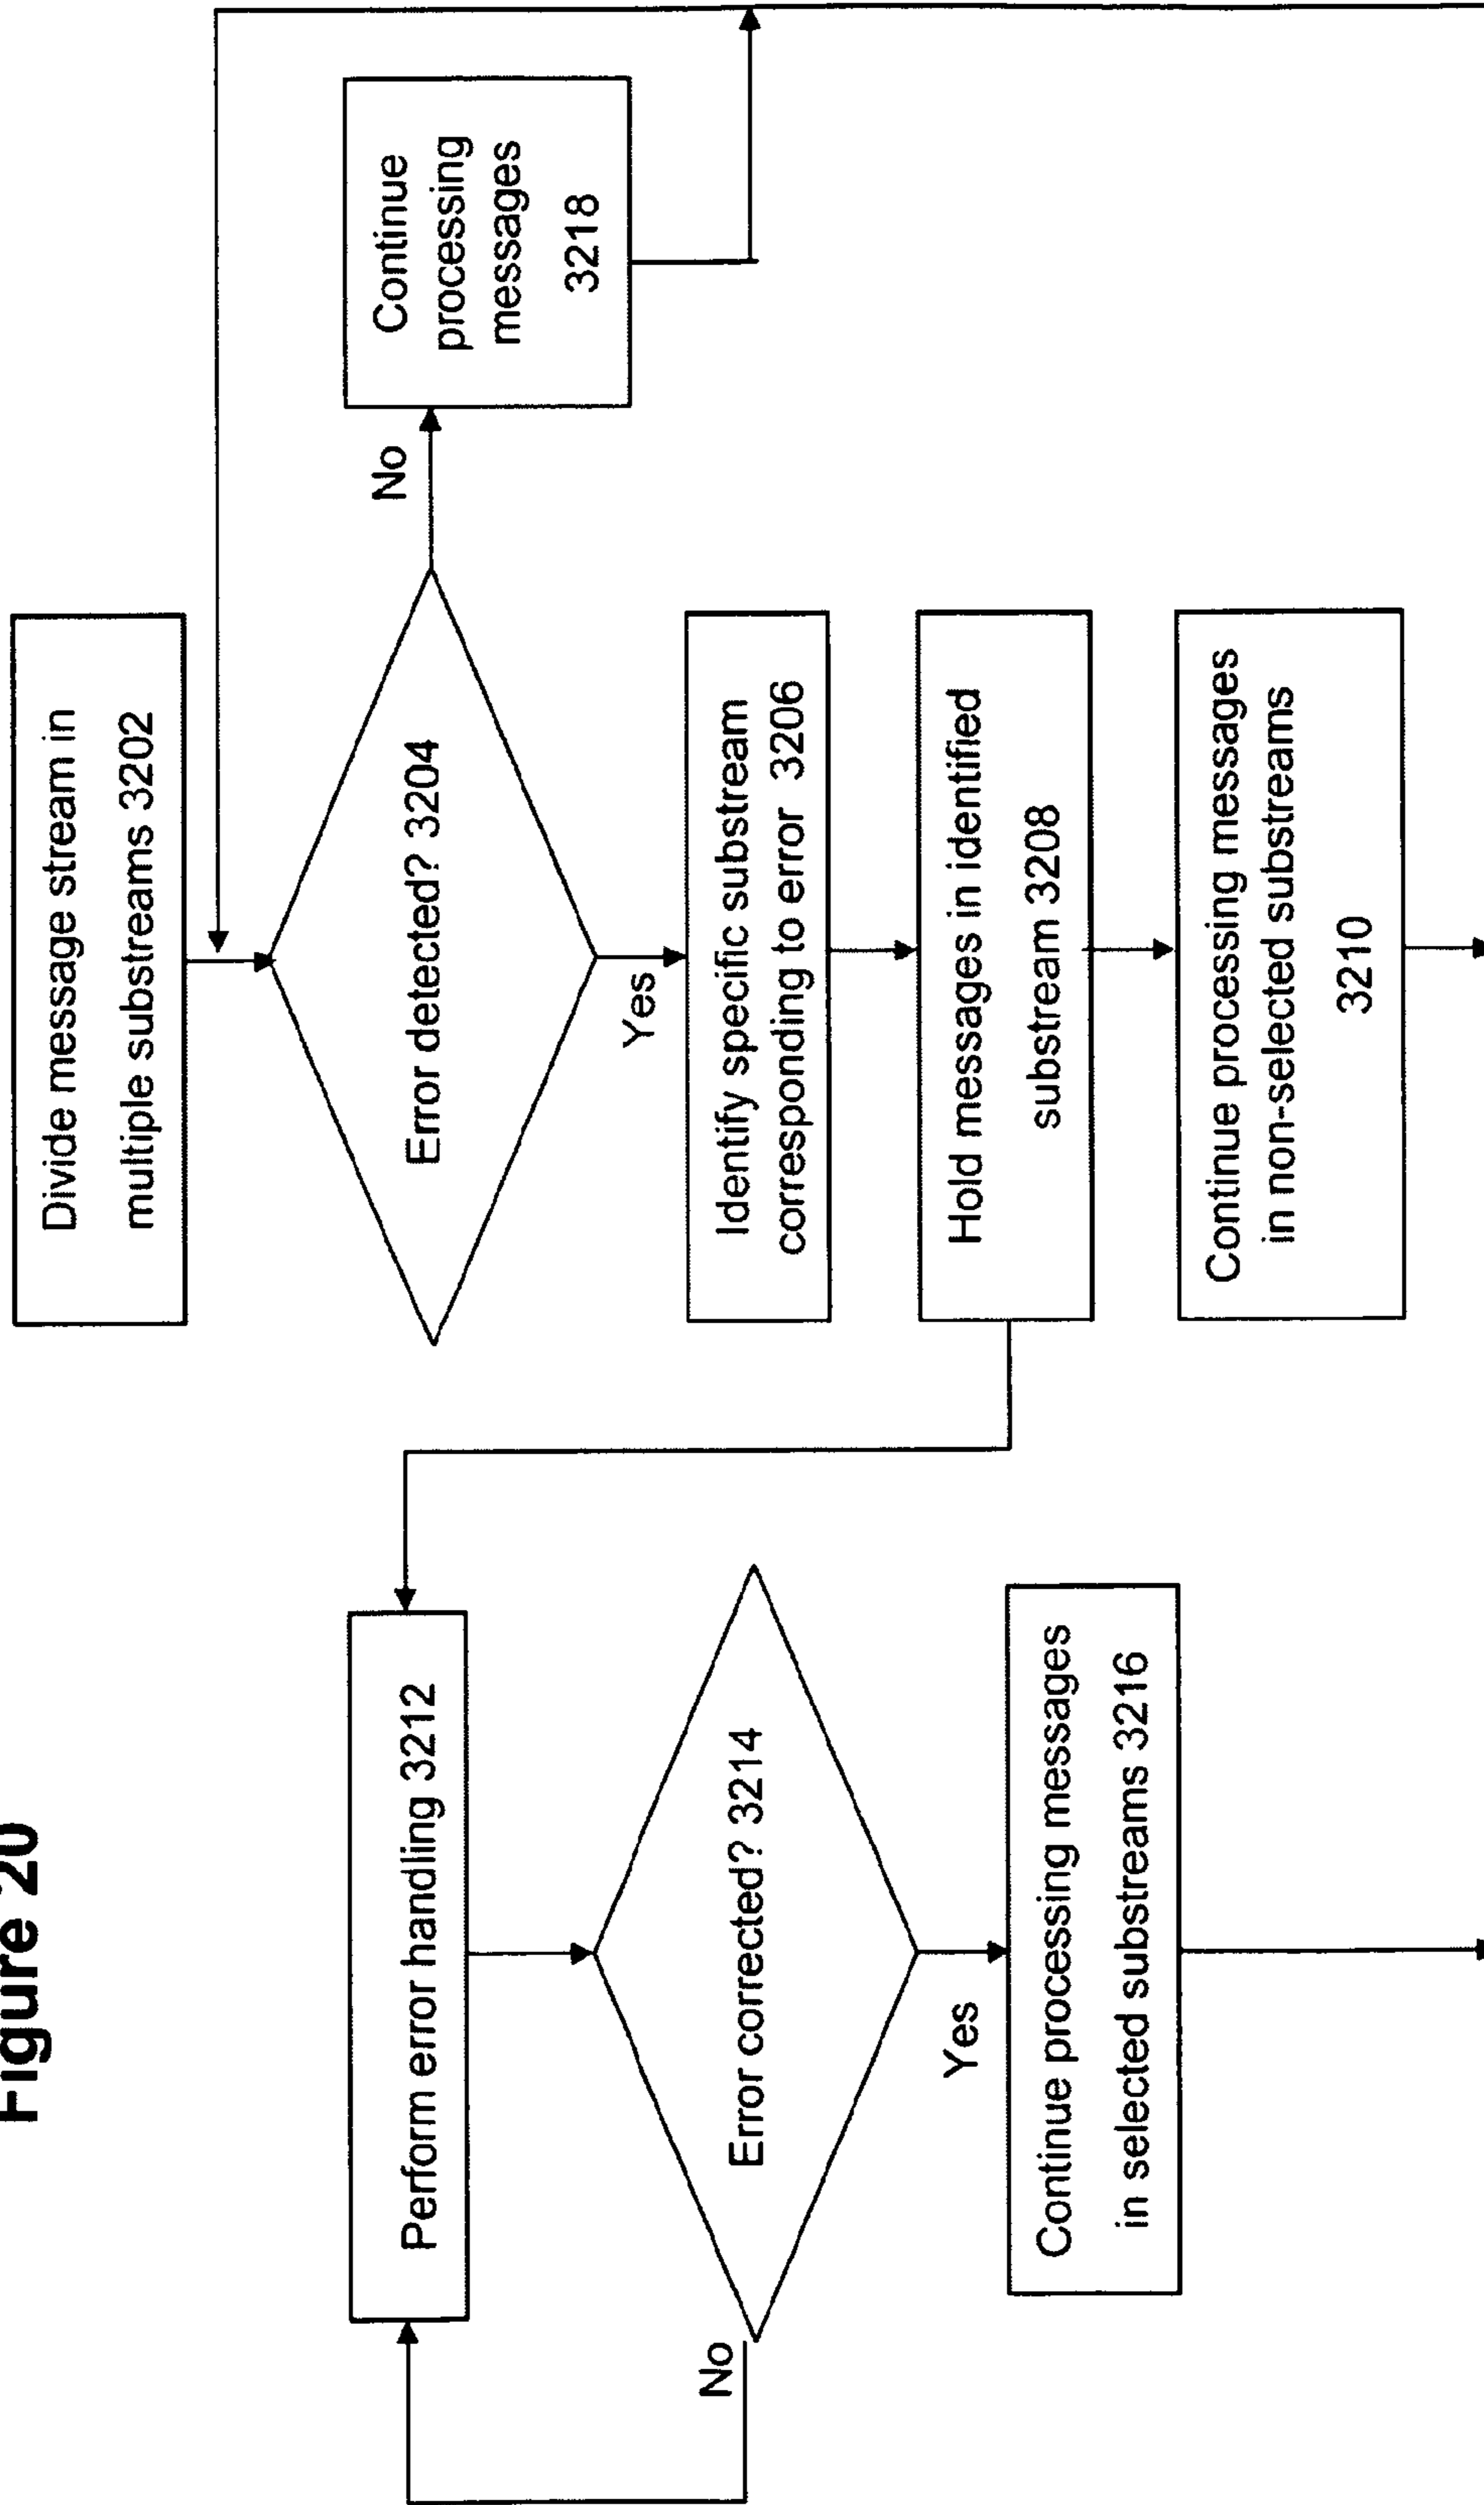 Figure 20
Divide message stream in
multiple substreams 3202
Error detected? 3204
No
Continue
processing
messages
3218
Yes
Identify specific substream
corresponding to error 3206
Hold messages in identified
substream 3208
Continue processing messages
in non-selected substreams
3210
Perform error handling 3212
Error corrected? 3214
No
Yes
Continue processing messages
in selected substreams 3216